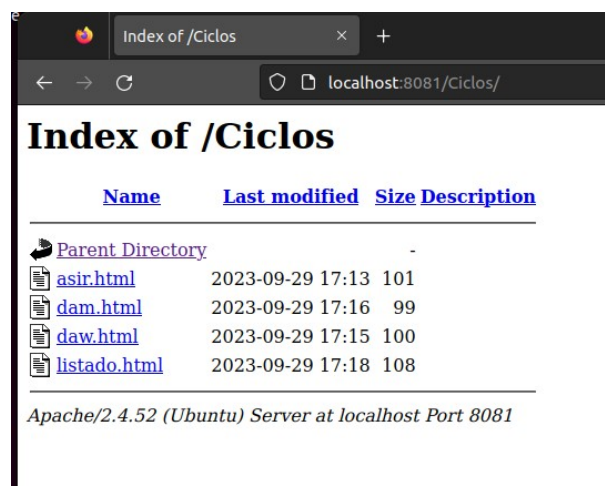 e
Index of /Ciclos × +
localhost:8081/Ciclos/
Index of /Ciclos
Name Last modified Size Description
Parent Directory -
asir.html 2023-09-29 17:13 101
dam.html 2023-09-29 17:16 99
daw.html 2023-09-29 17:15 100
listado.html 2023-09-29 17:18 108
Apache/2.4.52 (Ubuntu) Server at localhost Port 8081